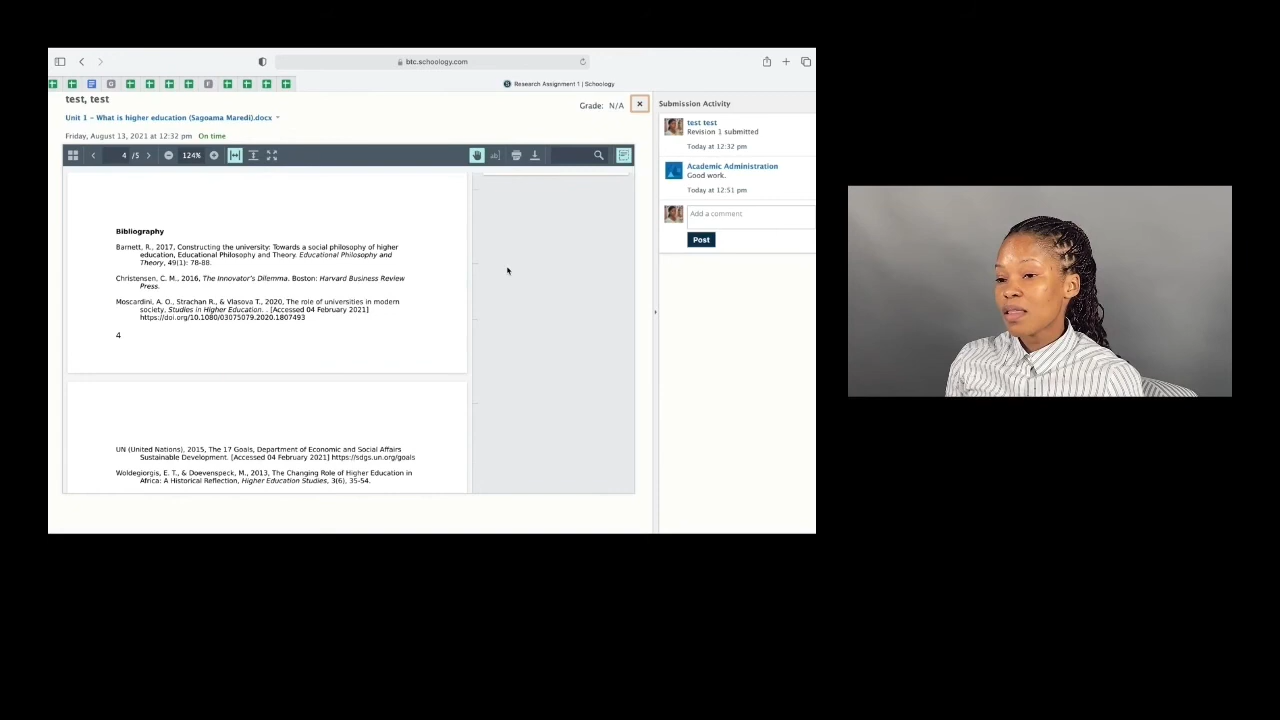 btc.schoology.com
Research Assignment 1 | Schoology
test, test
Grade: N/A
Unit 1 - What is higher education (Sagoama Maredi).docx
Friday, August 13, 2021 at 12:32 pm On time
4 /5 124%
Bibliography
Barnett, R., 2017, Constructing the university: Towards a social philosophy of higher
education, Educational Philosophy and Theory. Educational Philosophy and
Theory, 49(1): 78-88.
Christensen, C. M., 2016, The Innovator's Dilemma. Boston: Harvard Business Review
Press.
Moscardini, A. O., Strachan R., & Vlasova T., 2020, The role of universities in modern
society, Studies in Higher Education. . [Accessed 04 February 2021]
https://doi.org/10.1080/03075079.2020.1807493
4
UN (United Nations), 2015, The 17 Goals, Department of Economic and Social Affairs
Sustainable Development. [Accessed 04 February 2021] https://sdgs.un.org/goals
Woldegiorgis, E. T., & Doevenspeck, M., 2013, The Changing Role of Higher Education in
Africa: A Historical Reflection, Higher Education Studies, 3(6), 35-54.
Submission Activity
test test
Revision 1 submitted
Today at 12:32 pm
Academic Administration
Good work.
Today at 12:51 pm
Add a comment
Post